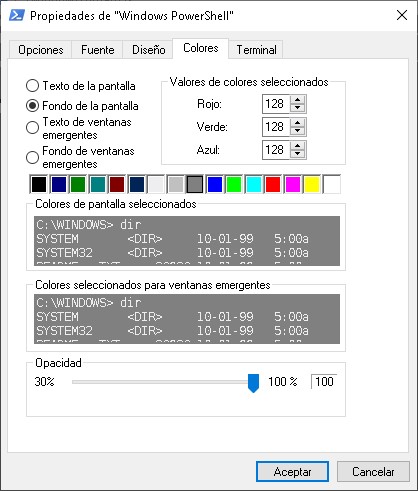 Propiedades de "Windows PowerShell"
Opciones Fuente Diseño Colores Terminal
Texto de la pantalla
Fondo de la pantalla
Texto de ventanas
emergentes
Fondo de ventanas
emergentes
Valores de colores seleccionados
Rojo: 128
Verde: 128
Azul: 128
Colores de pantalla seleccionados
C:\WINDOWS> dir
SYSTEM <DIR> 10-01-99 5:00a
SYSTEM32 <DIR> 10-01-99 5:00a
Colores seleccionados para ventanas emergentes
C:\WINDOWS> dir
SYSTEM <DIR> 10-01-99 5:00a
SYSTEM32 <DIR> 10-01-99 5:00a
Opacidad
30% 100 % 100
Aceptar Cancelar